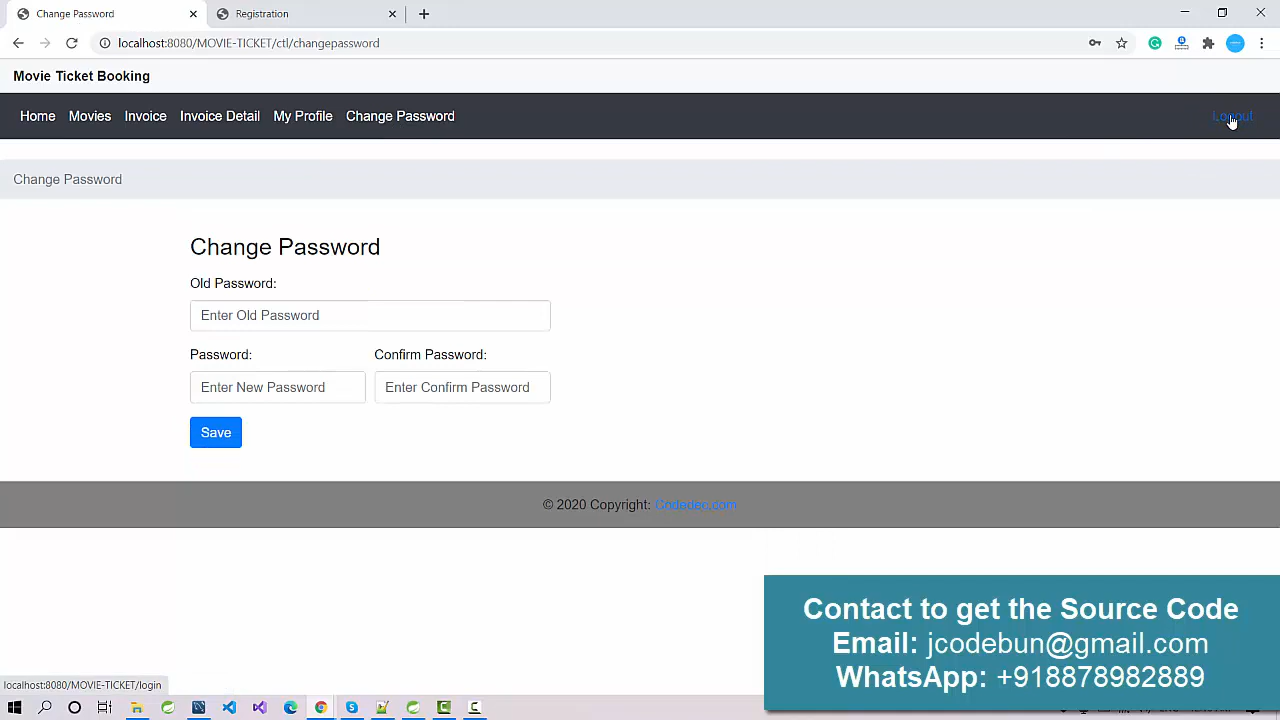 Change Password
Registration
localhost:8080/MOVIE-TICKET/ctl/changepassword
Movie Ticket Booking
Home Movies Invoice Invoice Detail My Profile Change Password Logout
Change Password
Change Password
Old Password:
Enter Old Password
Password: Confirm Password:
Enter New Password Enter Confirm Password
Save
© 2020 Copyright: Codedec.com
Contact to get the Source Code
Email: jcodebun@gmail.com
WhatsApp: +918878982889
localhost:8080/MOVIE-TICKET/login